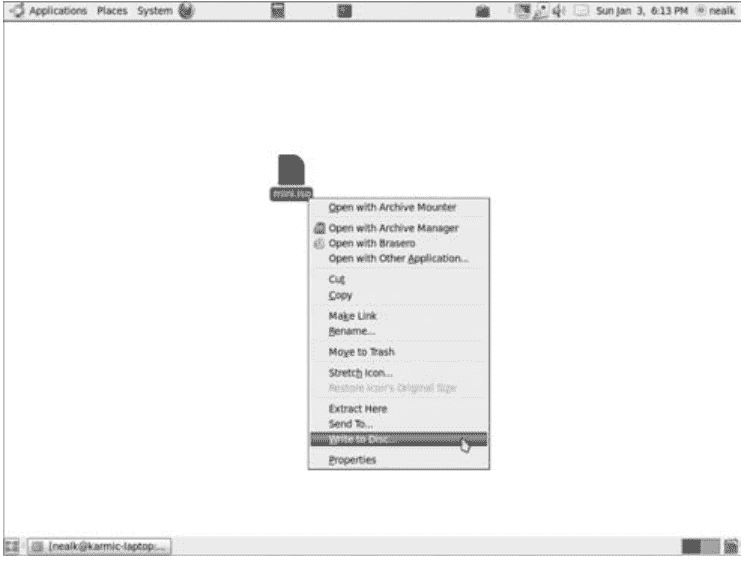 Applications Places System Sun Jan 3, 6:13 PM nealk
mini.iso
Open with Archive Mounter
Open with Archive Manager
Open with Brasero
Open with Other Application...
Cut
Copy
Make Link
Rename...
Move to Trash
Stretch Icon...
Restore Icon's Original Size
Extract Here
Send To...
Write to Disc...
Properties
[nealk@karmic-laptop:...